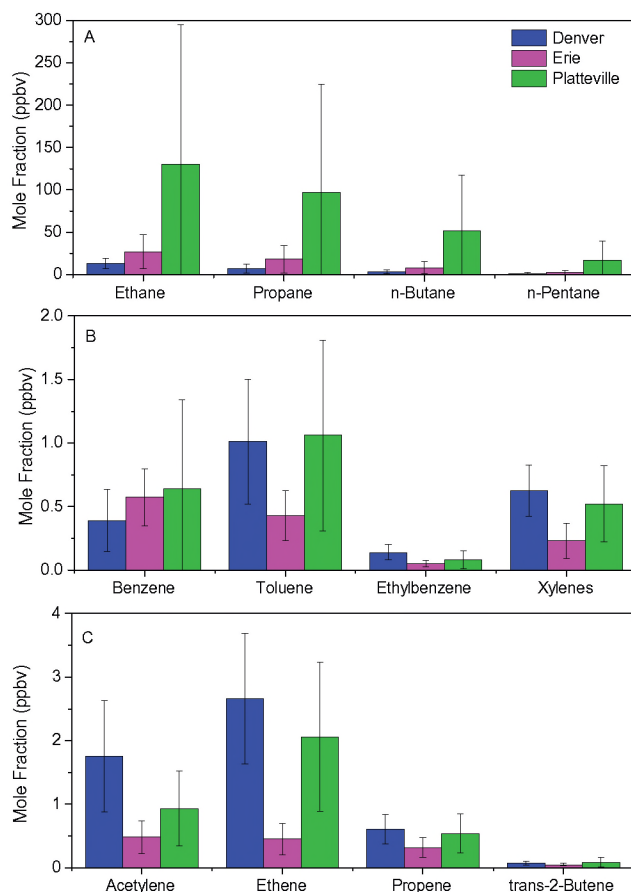 A
Denver
Erie
Platteville
Mole Fraction (ppbv)
300
250
200
150
100
50
0
Ethane Propane n-Butane n-Pentane
B
Mole Fraction (ppbv)
2.0
1.5
1.0
0.5
0.0
Benzene Toluene Ethylbenzene Xylenes
C
Mole Fraction (ppbv)
4
3
2
1
0
Acetylene Ethene Propene trans-2-Butene